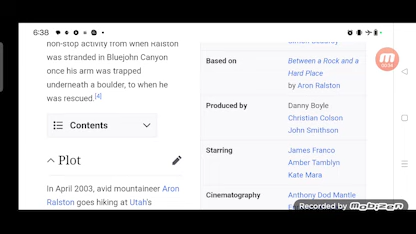 6:38
non-stop activity from when Ralston
was stranded in Bluejohn Canyon
once his arm was trapped
underneath a boulder, to when he
was rescued.[4]
Contents
Plot
In April 2003, avid mountaineer Aron
Ralston goes hiking at Utah's
Based on
Between a Rock and a
Hard Place
by Aron Ralston
Produced by
Danny Boyle
Christian Colson
John Smithson
Starring
James Franco
Amber Tamblyn
Kate Mara
Cinematography
Anthony Dod Mantle
Recorded by
Mobizen